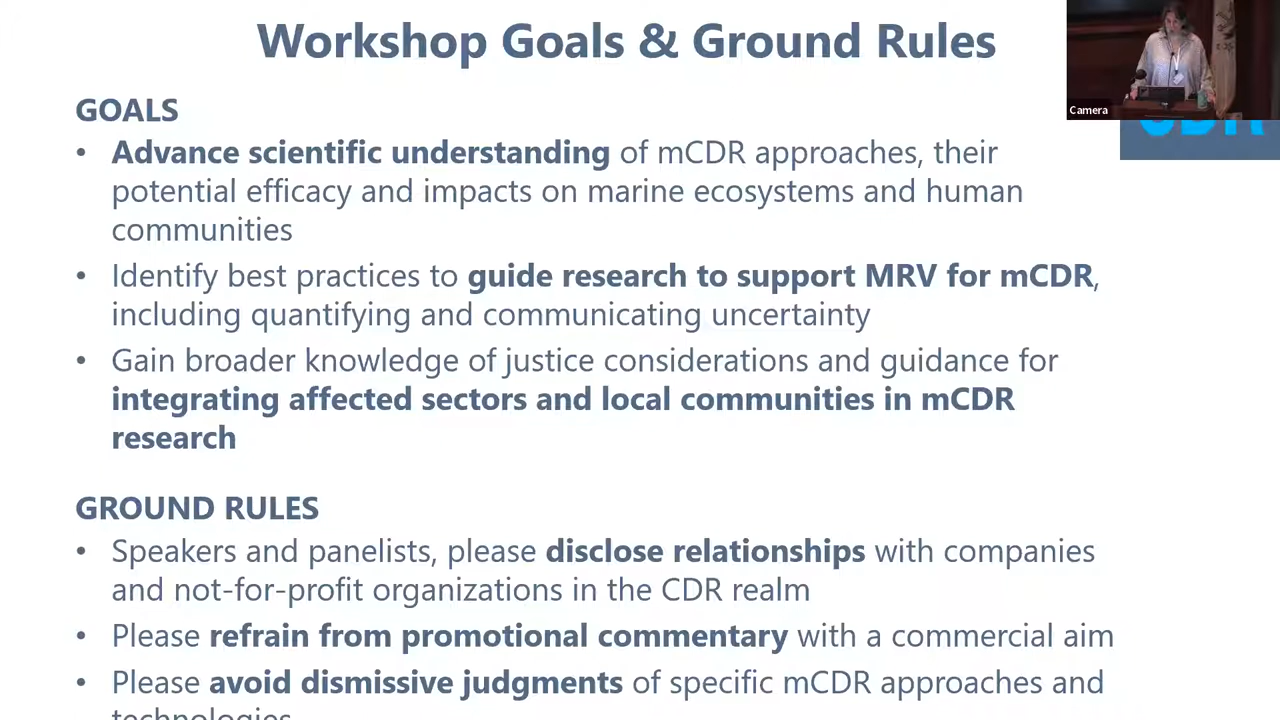 Workshop Goals & Ground Rules
Camera
CDR
GOALS
• Advance scientific understanding of mCDR approaches, their
potential efficacy and impacts on marine ecosystems and human
communities
• Identify best practices to guide research to support MRV for mCDR,
including quantifying and communicating uncertainty
• Gain broader knowledge of justice considerations and guidance for
integrating affected sectors and local communities in mCDR
research
GROUND RULES
• Speakers and panelists, please disclose relationships with companies
and not-for-profit organizations in the CDR realm
• Please refrain from promotional commentary with a commercial aim
• Please avoid dismissive judgments of specific mCDR approaches and
technologies